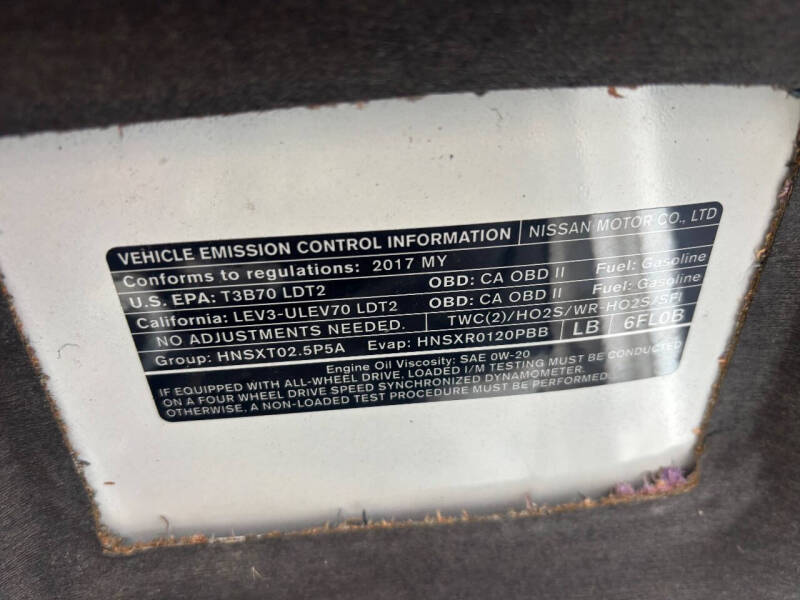 VEHICLE EMISSION CONTROL INFORMATION NISSAN MOTOR CO., LTD
Conforms to regulations: 2017 MY
U.S. EPA: T3B70 LDT2 OBD: CA OBD II Fuel: Gasoline
California: LEV3-ULEV70 LDT2 OBD: CA OBD II Fuel: Gasoline
NO ADJUSTMENTS NEEDED. TWC(2)/HO2S/WR-HO2S/SFI
Group: HNSXT02.5P5A Evap: HNSXR0120PBB LB 6FL0B
Engine Oil Viscosity: SAE 0W-20
IF EQUIPPED WITH ALL-WHEEL DRIVE, LOADED I/M TESTING MUST BE CONDUCTED
ON A FOUR WHEEL DRIVE SPEED SYNCHRONIZED DYNAMOMETER.
OTHERWISE, A NON-LOADED TEST PROCEDURE MUST BE PERFORMED.